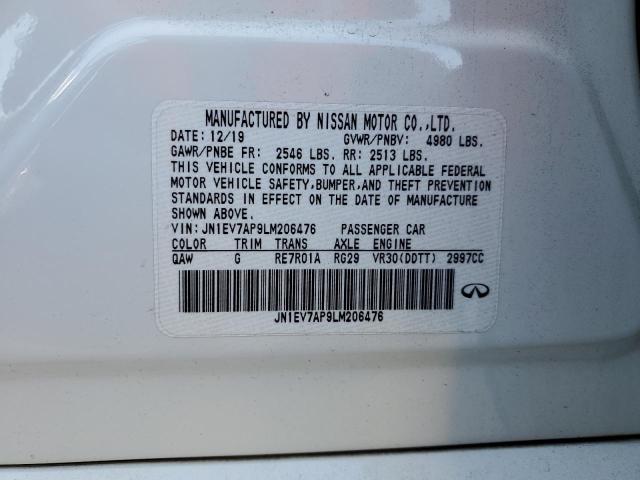 MANUFACTURED BY NISSAN MOTOR CO.,LTD.
DATE: 12/19 GVWR/PNBV: 4980 LBS.
GAWR/PNBE FR: 2546 LBS. RR: 2513 LBS.
THIS VEHICLE CONFORMS TO ALL APPLICABLE FEDERAL
MOTOR VEHICLE SAFETY,BUMPER,AND THEFT PREVENTION
STANDARDS IN EFFECT ON THE DATE OF MANUFACTURE
SHOWN ABOVE.
VIN: JN1EV7AP9LM206476 PASSENGER CAR
COLOR TRIM TRANS AXLE ENGINE
QAW G RE7R01A RG29 VR30(DDTT) 2997CC
JN1EV7AP9LM206476